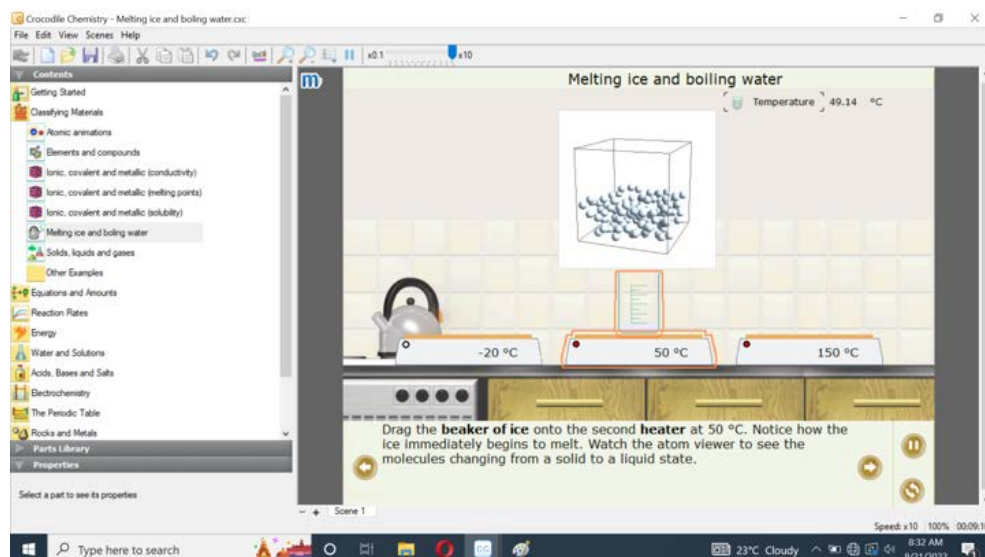 Crocodile Chemistry - Melting ice and boling water.cxc
File Edit View Scenes Help
x0.1 x10
Contents
Getting Started
Classifying Materials
Atomic animations
Elements and compounds
Ionic, covalent and metallic (conductivity)
Ionic, covalent and metallic (melting points)
Ionic, covalent and metallic (solubility)
Melting ice and boling water
Solids, liquids and gases
Other Examples
Equations and Amounts
Reaction Rates
Energy
Water and Solutions
Acids, Bases and Salts
Electrochemistry
The Periodic Table
Rocks and Metals
Parts Library
Properties
Select a part to see its properties
m
Melting ice and boiling water
Temperature 49.14 °C
-20 °C 50 °C 150 °C
Drag the beaker of ice onto the second heater at 50 °C. Notice how the
ice immediately begins to melt. Watch the atom viewer to see the
molecules changing from a solid to a liquid state.
Scene 1
Speed: x10 100% 00:09:1
Type here to search
23°C Cloudy
8:32 AM